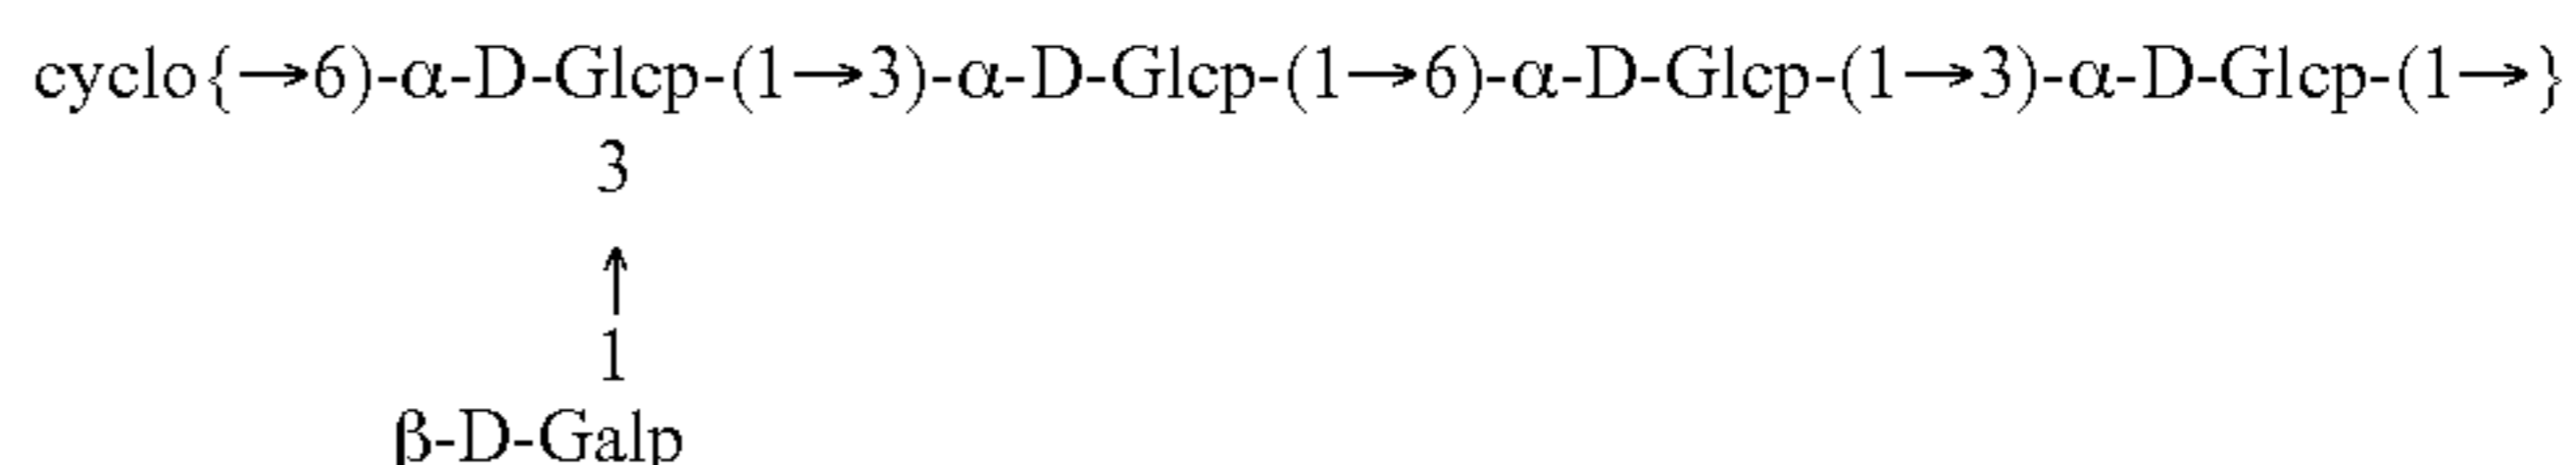 cyclo{→6)-α-D-Glcp-(1→3)-α-D-Glcp-(1→6)-α-D-Glcp-(1→3)-α-D-Glcp-(1→}
3
↑
1
β-D-Galp